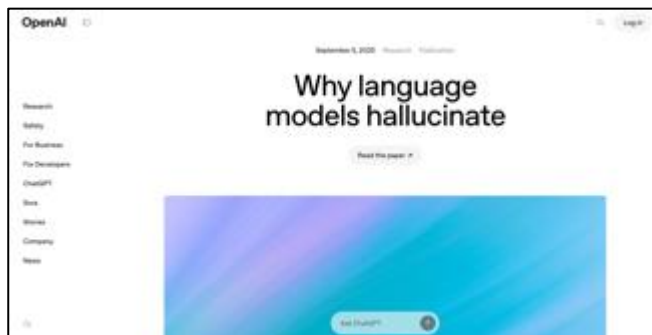 OpenAI
Log in
September 5, 2025 Research Publication
Why language
models hallucinate
Read the paper ↗
Research
Safety
For Business
For Developers
ChatGPT
Sora
Stories
Company
News
Ask ChatGPT